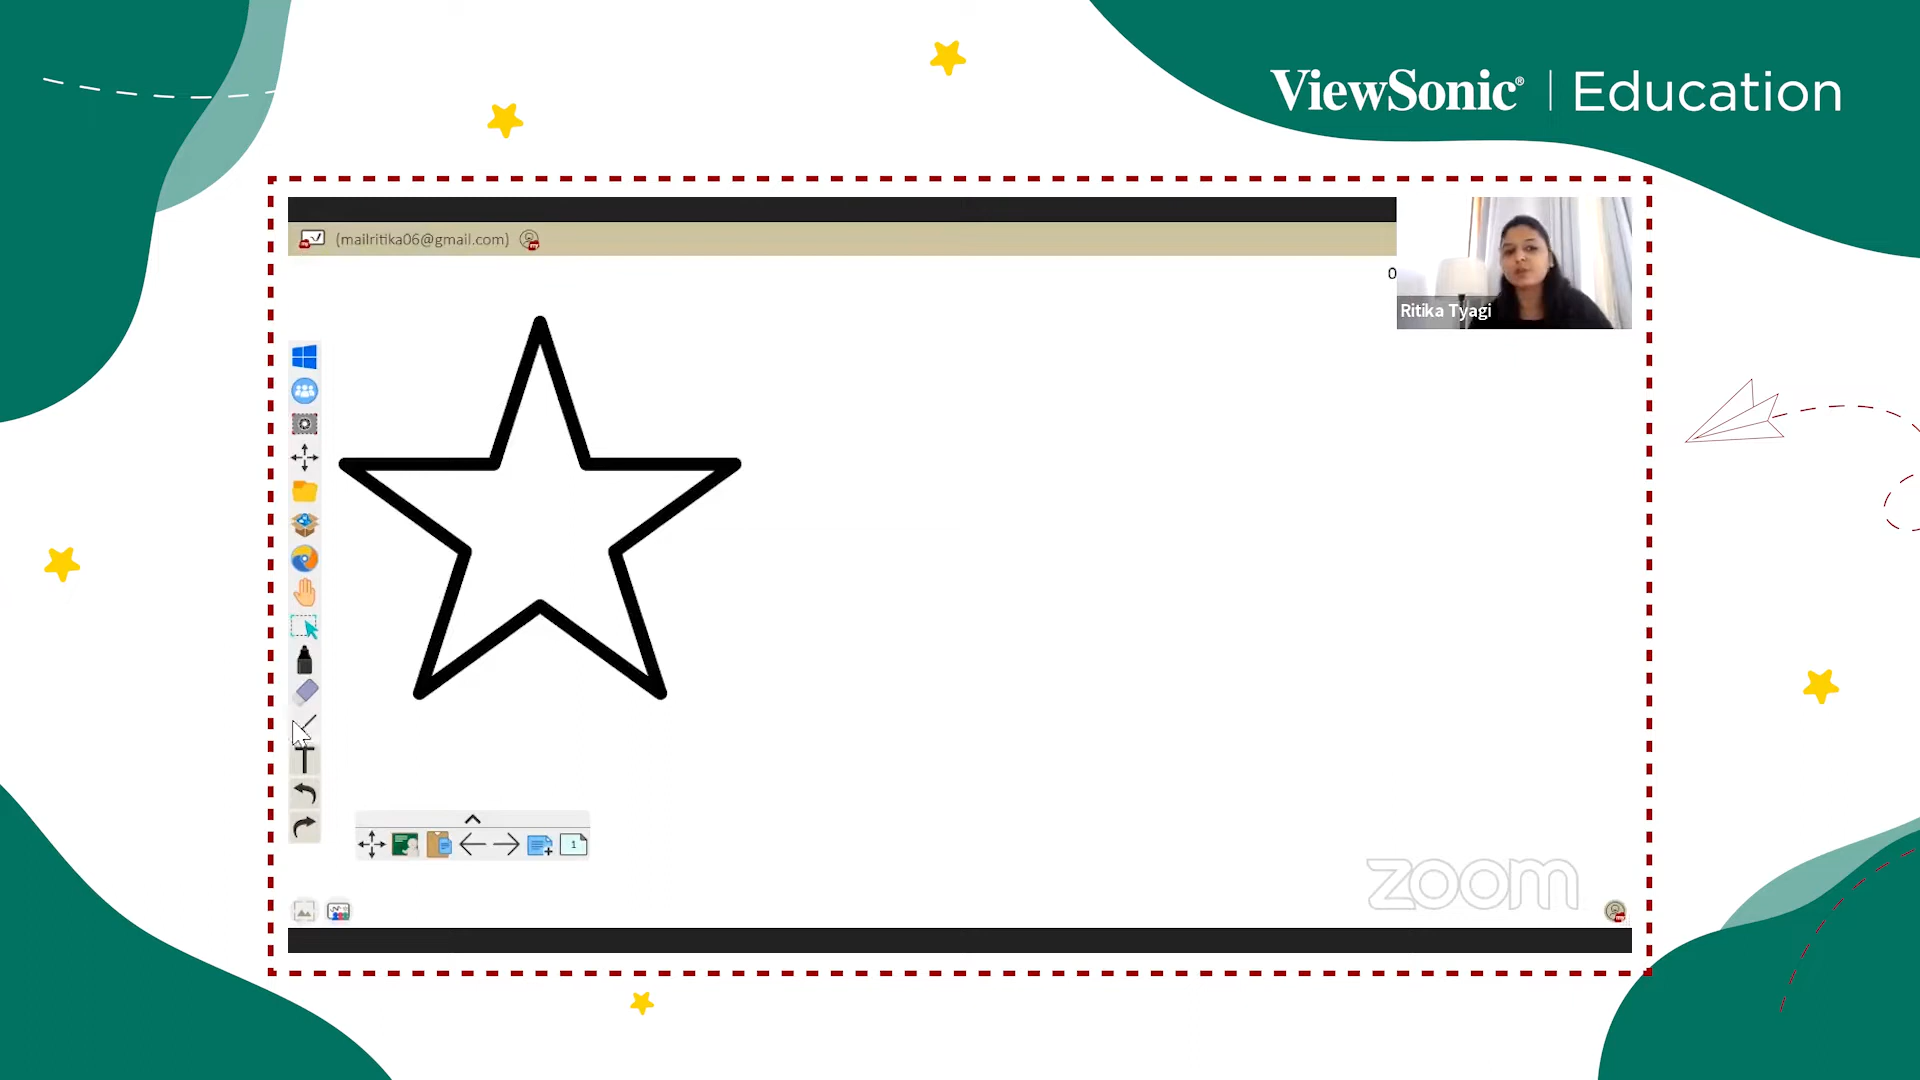 ViewSonic® | Education
(mailritika06@gmail.com)
0
Ritika Tyagi
T
1
zoom